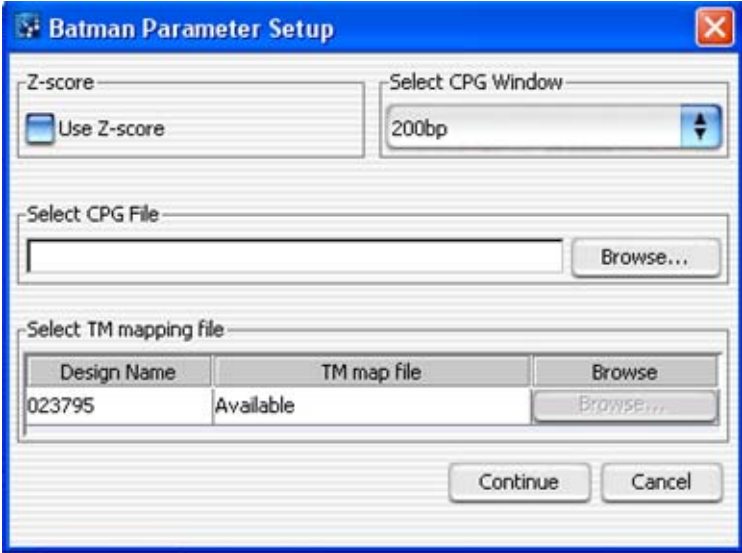 Batman Parameter Setup
Z-score
Select CPG Window
Use Z-score
200bp
Select CPG File
Browse...
Select TM mapping file
Design Name TM map file Browse
023795 Available Browse...
Continue Cancel